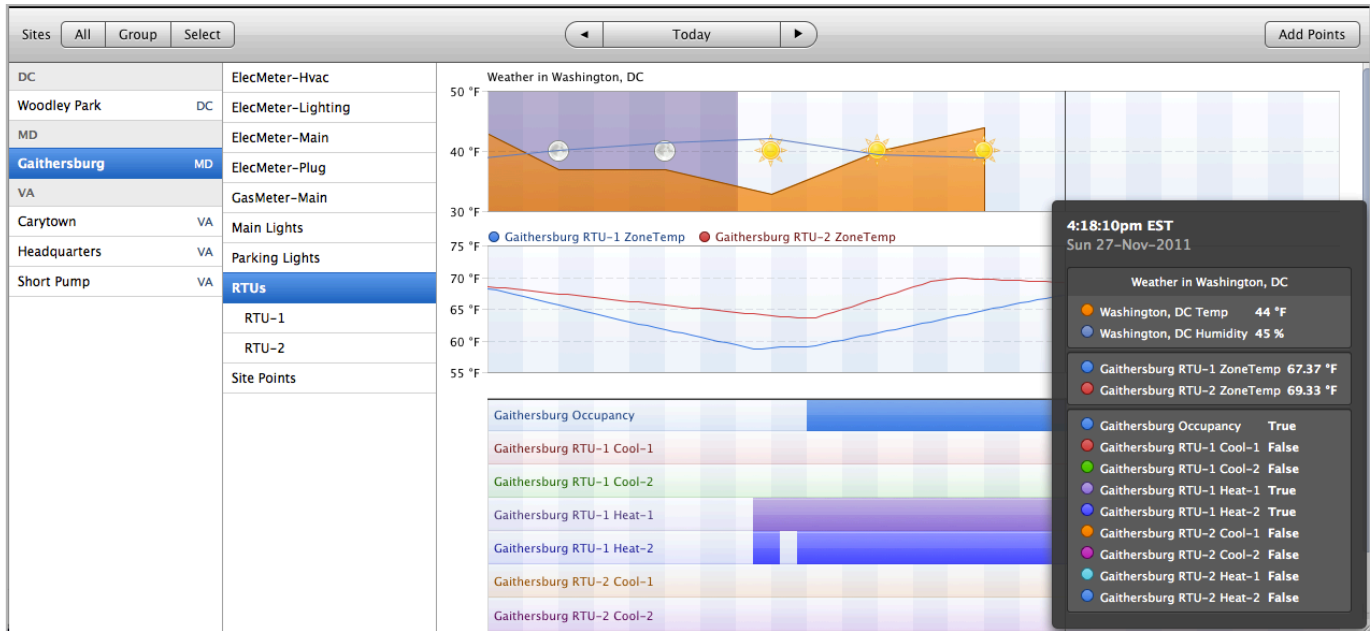 Sites All Group Select ◀ Today ▶ Add Points
DC
Woodley Park DC
MD
Gaithersburg MD
VA
Carytown VA
Headquarters VA
Short Pump VA
ElecMeter-Hvac
ElecMeter-Lighting
ElecMeter-Main
ElecMeter-Plug
GasMeter-Main
Main Lights
Parking Lights
RTUs
RTU-1
RTU-2
Site Points
Weather in Washington, DC
50 °F
40 °F
30 °F
Gaithersburg RTU-1 ZoneTemp Gaithersburg RTU-2 ZoneTemp
75 °F
70 °F
65 °F
60 °F
55 °F
Gaithersburg Occupancy
Gaithersburg RTU-1 Cool-1
Gaithersburg RTU-1 Cool-2
Gaithersburg RTU-1 Heat-1
Gaithersburg RTU-1 Heat-2
Gaithersburg RTU-2 Cool-1
Gaithersburg RTU-2 Cool-2
4:18:10pm EST
Sun 27-Nov-2011
Weather in Washington, DC
Washington, DC Temp 44 °F
Washington, DC Humidity 45 %
Gaithersburg RTU-1 ZoneTemp 67.37 °F
Gaithersburg RTU-2 ZoneTemp 69.33 °F
Gaithersburg Occupancy True
Gaithersburg RTU-1 Cool-1 False
Gaithersburg RTU-1 Cool-2 False
Gaithersburg RTU-1 Heat-1 True
Gaithersburg RTU-1 Heat-2 True
Gaithersburg RTU-2 Cool-1 False
Gaithersburg RTU-2 Cool-2 False
Gaithersburg RTU-2 Heat-1 False
Gaithersburg RTU-2 Heat-2 False